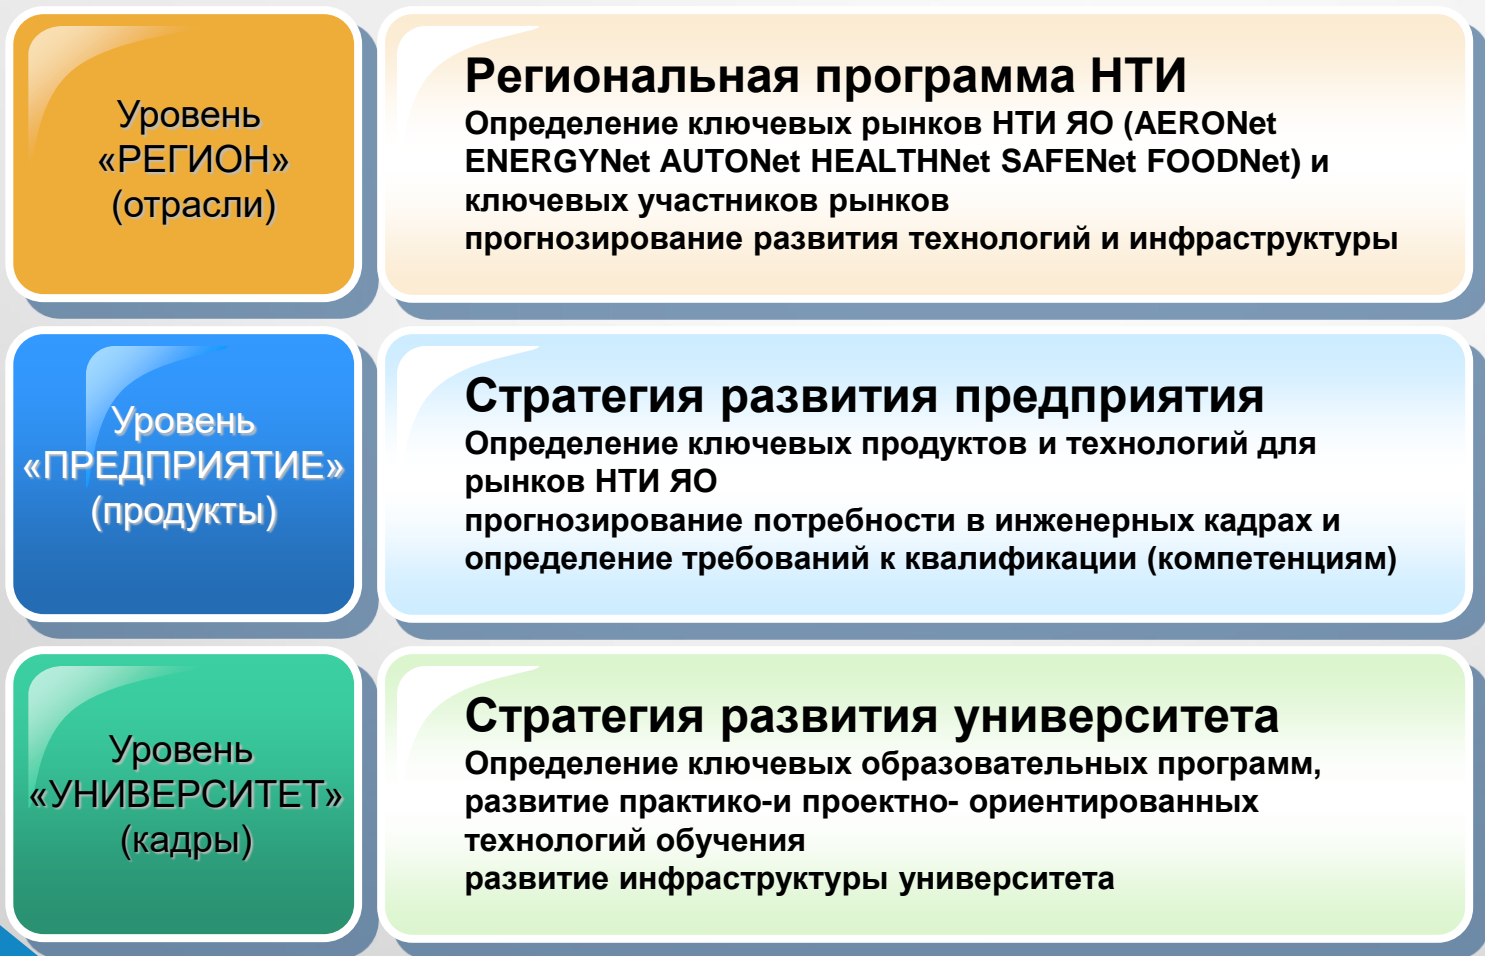 Уровень
«РЕГИОН»
(отрасли)
Региональная программа НТИ
Определение ключевых рынков НТИ ЯО (AERONet
ENERGYNet AUTONet HEALTHNet SAFENet FOODNet) и
ключевых участников рынков
прогнозирование развития технологий и инфраструктуры
Уровень
«ПРЕДПРИЯТИЕ»
(продукты)
Стратегия развития предприятия
Определение ключевых продуктов и технологий для
рынков НТИ ЯО
прогнозирование потребности в инженерных кадрах и
определение требований к квалификации (компетенциям)
Уровень
«УНИВЕРСИТЕТ»
(кадры)
Стратегия развития университета
Определение ключевых образовательных программ,
развитие практико-и проектно- ориентированных
технологий обучения
развитие инфраструктуры университета